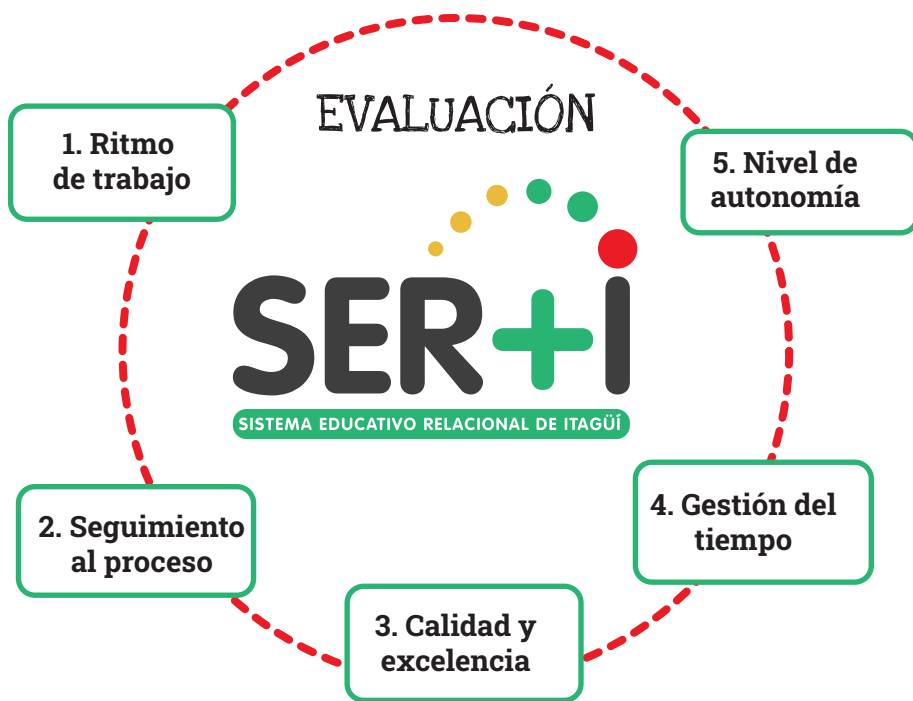 EVALUACIÓN
1. Ritmo
de trabajo
5. Nivel de
autonomía
SER+i
SISTEMA EDUCATIVO RELACIONAL DE ITAGÜÍ
2. Seguimiento
al proceso
4. Gestión del
tiempo
3. Calidad y
excelencia